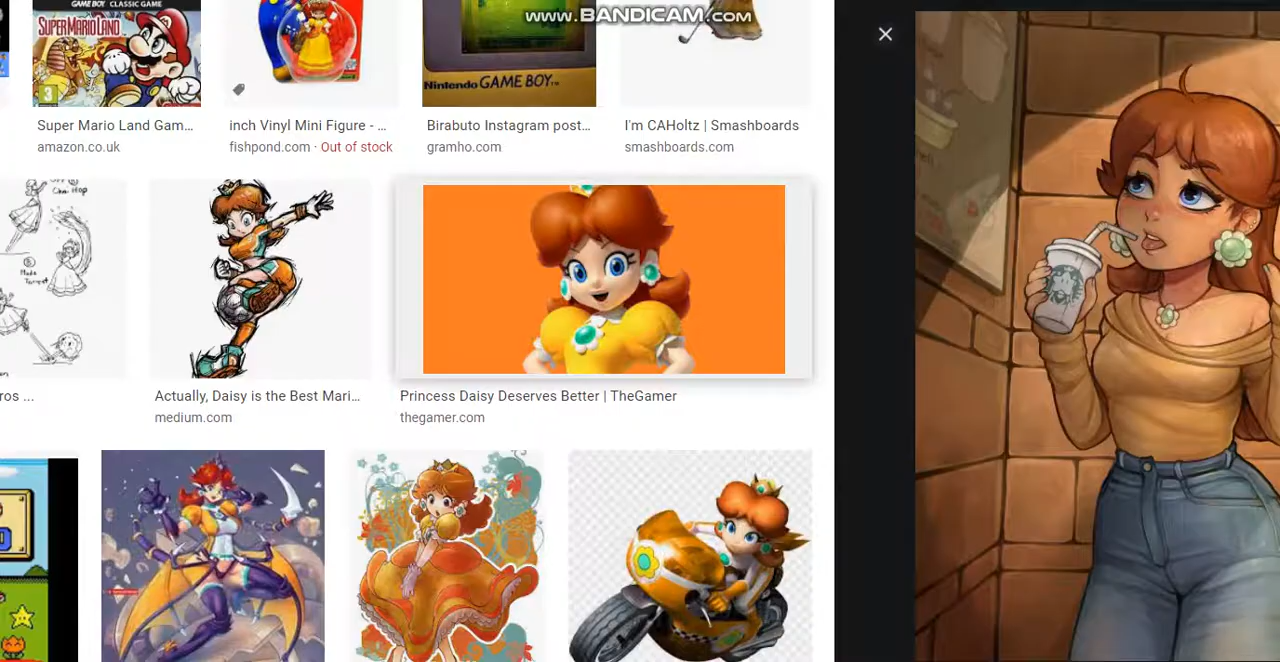 GAME BOY CLASSIC GAME
SUPER MARIO LAND
3
Nintendo GAME BOY
www.BANDICAM.com
Super Mario Land Gam...
amazon.co.uk
inch Vinyl Mini Figure - ...
fishpond.com · Out of stock
Birabuto Instagram post...
gramho.com
I'm CAHoltz | Smashboards
smashboards.com
ros ...
Actually, Daisy is the Best Mari...
medium.com
Princess Daisy Deserves Better | TheGamer
thegamer.com